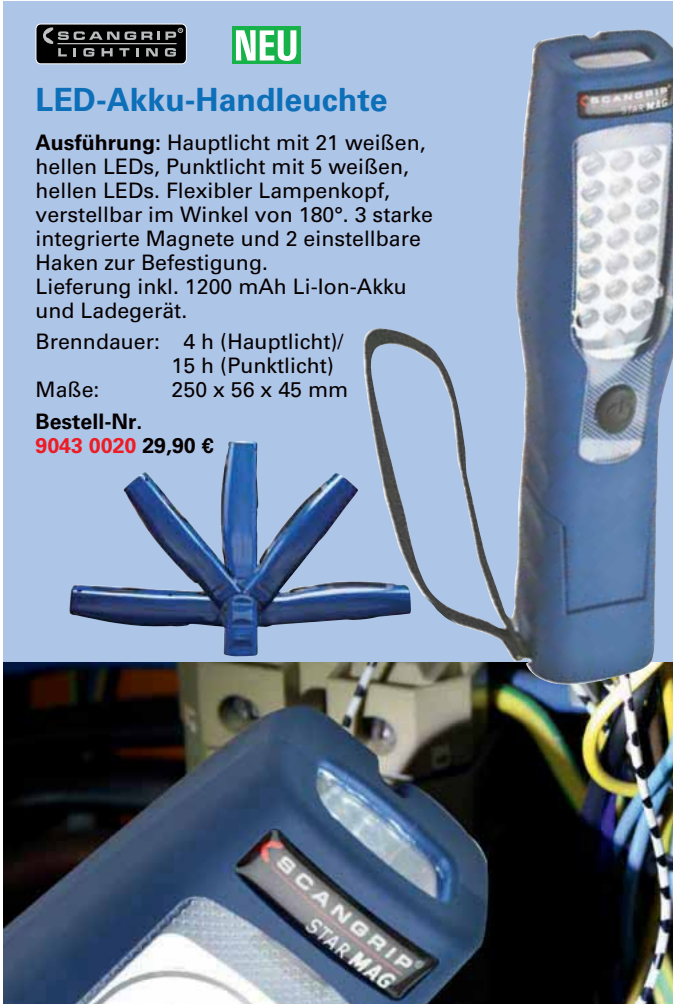 SCANGRIP®
LIGHTING
NEU
LED-Akku-Handleuchte
Ausführung: Hauptlicht mit 21 weißen,
hellen LEDs, Punktlicht mit 5 weißen,
hellen LEDs. Flexibler Lampenkopf,
verstellbar im Winkel von 180°. 3 starke
integrierte Magnete und 2 einstellbare
Haken zur Befestigung.
Lieferung inkl. 1200 mAh Li-Ion-Akku
und Ladegerät.
Brenndauer: 4 h (Hauptlicht)/
15 h (Punktlicht)
Maße: 250 x 56 x 45 mm
Bestell-Nr.
9043 0020 29,90 €
SCANGRIP®
STAR MAG
SCANGRIP®
STAR MAG